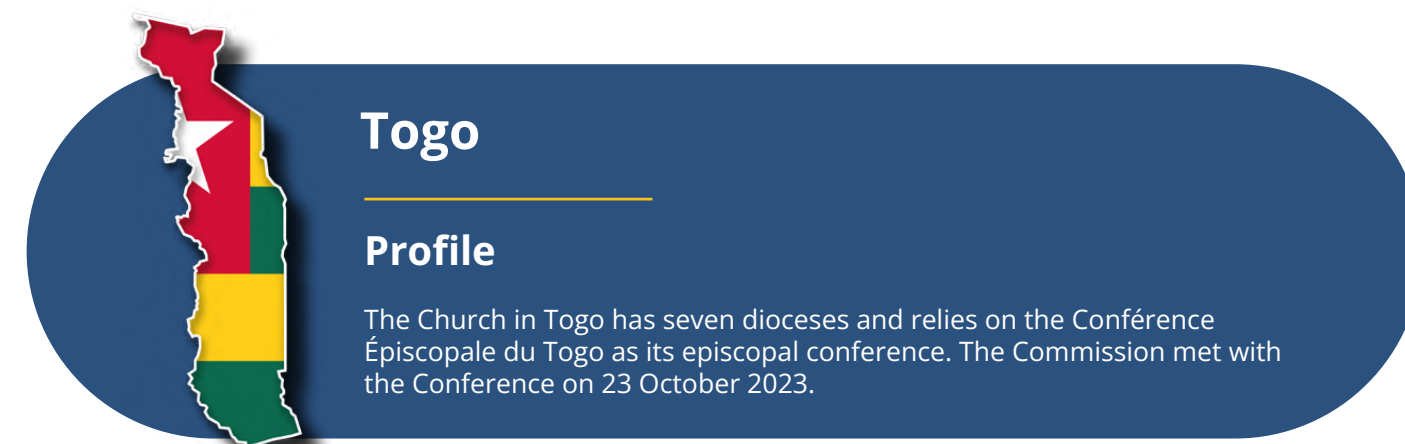 Togo
Profile
The Church in Togo has seven dioceses and relies on the Conférence
Épiscopale du Togo as its episcopal conference. The Commission met with
the Conference on 23 October 2023.